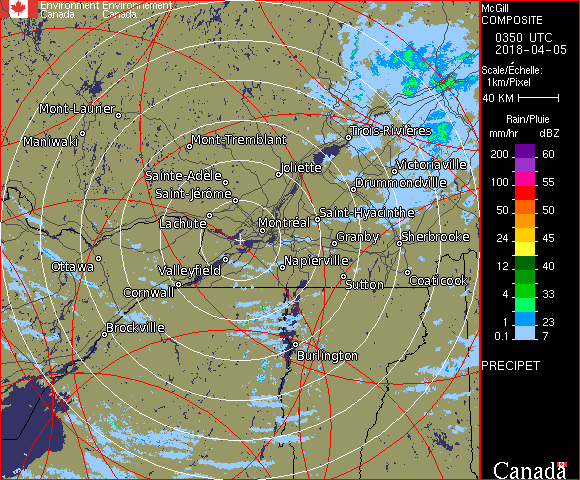 Environment Environnement
Canada Canada
Mont-Laurier
Maniwaki
Mont-Tremblant
Trois-Rivières
Sainte-Adèle
Joliette
Victoriaville
Saint-Jérôme
Drummondville
Lachute
Montréal
Saint-Hyacinthe
Granby
Sherbrooke
Ottawa
Valleyfield
Napierville
Cornwall
Sutton
Coaticook
Brockville
Burlington
McGill
COMPOSITE
0350 UTC
2018-04-05
Scale/Échelle:
1km/Pixel
40 KM
Rain/Pluie
mm/hr dBZ
200 60
100 55
50 50
24 45
12 40
4 33
1 23
0.1 7
PRECIPET
Canada